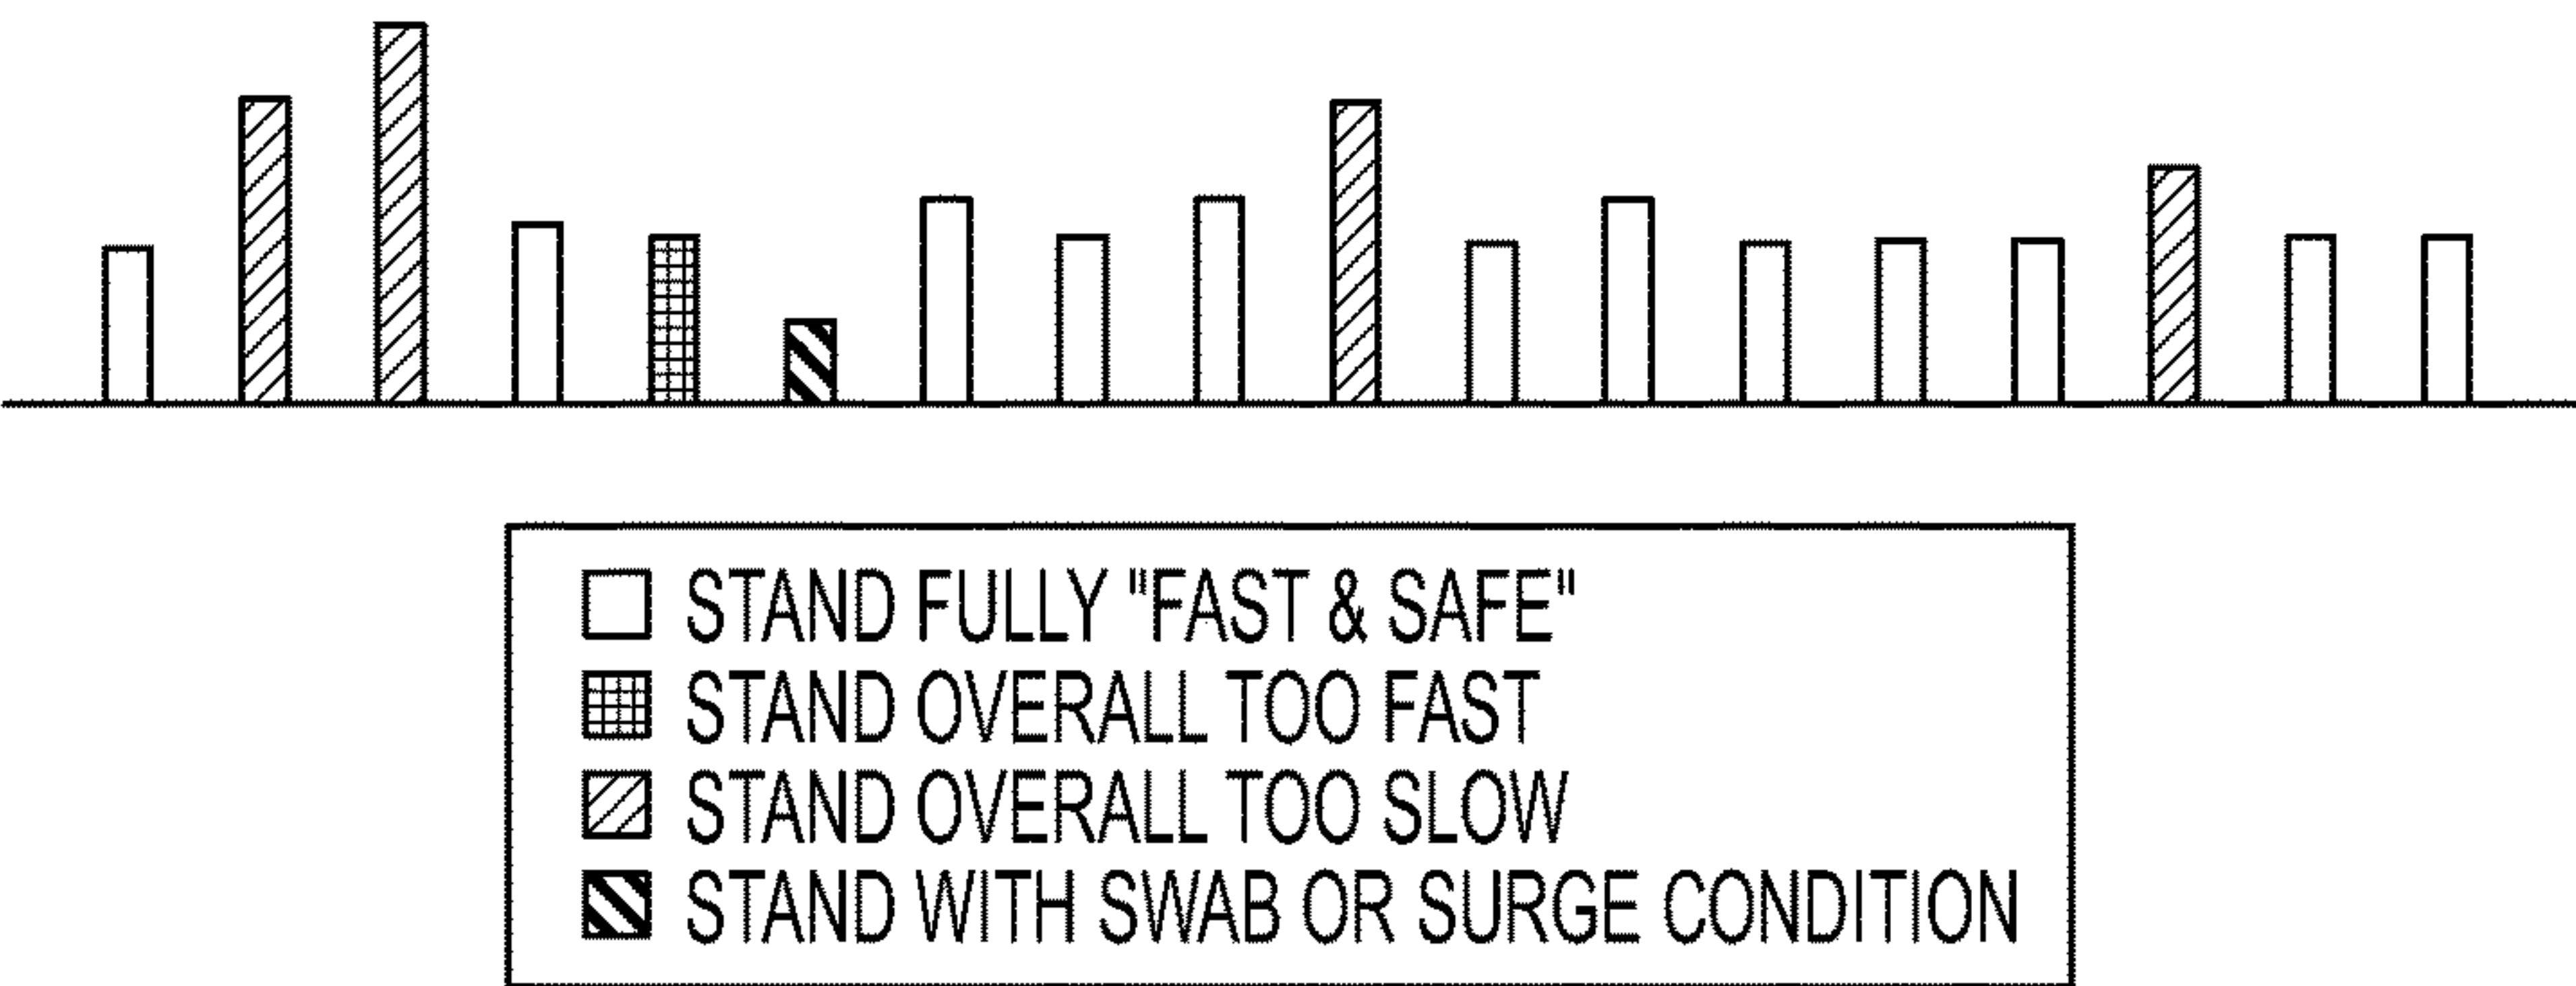 STAND FULLY "FAST & SAFE"
STAND OVERALL TOO FAST
STAND OVERALL TOO SLOW
STAND WITH SWAB OR SURGE CONDITION